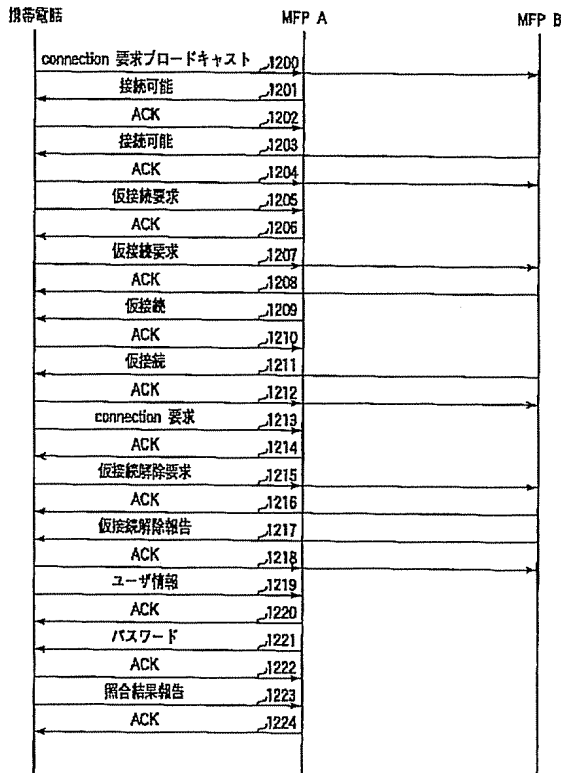 携帯電話 MFP A MFP B
connection 要求ブロードキャスト 1200
接続可能 1201
ACK 1202
接続可能 1203
ACK 1204
仮接続要求 1205
ACK 1206
仮接続要求 1207
ACK 1208
仮接続 1209
ACK 1210
仮接続 1211
ACK 1212
connection 要求 1213
ACK 1214
仮接続解除要求 1215
ACK 1216
仮接続解除報告 1217
ACK 1218
ユーザ情報 1219
ACK 1220
パスワード 1221
ACK 1222
照合結果報告 1223
ACK 1224